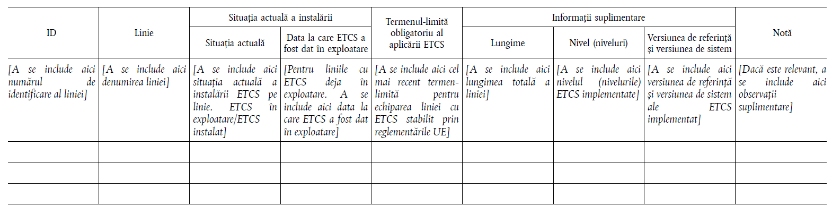 ID
Linie
Situația actuală a instalării
Situația actuală
Data la care ETCS a
fost dat în exploatare
Termenul-limită
obligatoriu al
aplicării ETCS
Informații suplimentare
Lungime
Nivel (niveluri)
Versiunea de referință
și versiunea de sistem
Notă
[A se include aici
numărul de
identificare al liniei]
[A se include aici
denumirea liniei]
[A se include aici
situația actuală a
instalării ETCS pe
linie. ETCS în
exploatare/ETCS
instalat]
[Pentru liniile cu
ETCS deja în
exploatare. A se
include aici data la
care ETCS a fost dat
în exploatare]
[A se include aici cel
mai recent termen-
limită pentru
echiparea liniei cu
ETCS stabilit prin
reglementările UE]
[A se include aici
lungimea totală a
liniei]
[A se include aici
nivelul (nivelurile)
ETCS implementate]
[A se include aici
versiunea de referință
și versiunea de sistem
ale ETCS
implementat]
[Dacă este relevant, a
se include aici
observații
suplimentare]